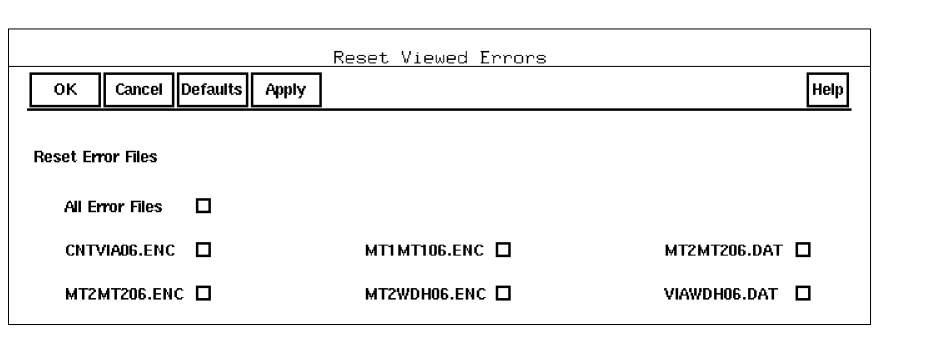 Reset Viewed Errors
OK Cancel Defaults Apply Help
Reset Error Files
All Error Files
CNTVIA06.ENC MT1MT106.ENC MT2MT206.DAT
MT2MT206.ENC MT2WDH06.ENC VIAWDH06.DAT